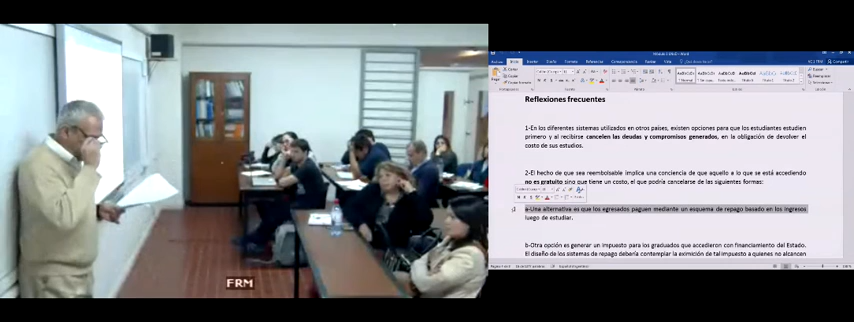 Reflexiones frecuentes
1-En los diferentes sistemas utilizados en otros países, existen opciones para que los estudiantes estudien
primero y al recibirse cancelen las deudas y compromisos generados, en la obligación de devolver el
costo de sus estudios.
2-El hecho de que sea reembolsable implica una conciencia de que aquello a lo que se está accediendo
no es gratuito sino que tiene un costo, el que podría cancelarse de las siguientes formas:
a-Una alternativa es que los egresados paguen mediante un esquema de repago basado en los ingresos
luego de estudiar.
b-Otra opción es generar un impuesto para los graduados que accedieron con financiamiento del Estado.
El diseño de los sistemas de repago debería contemplar la eximición de tal impuesto a quienes no alcancen
FRM